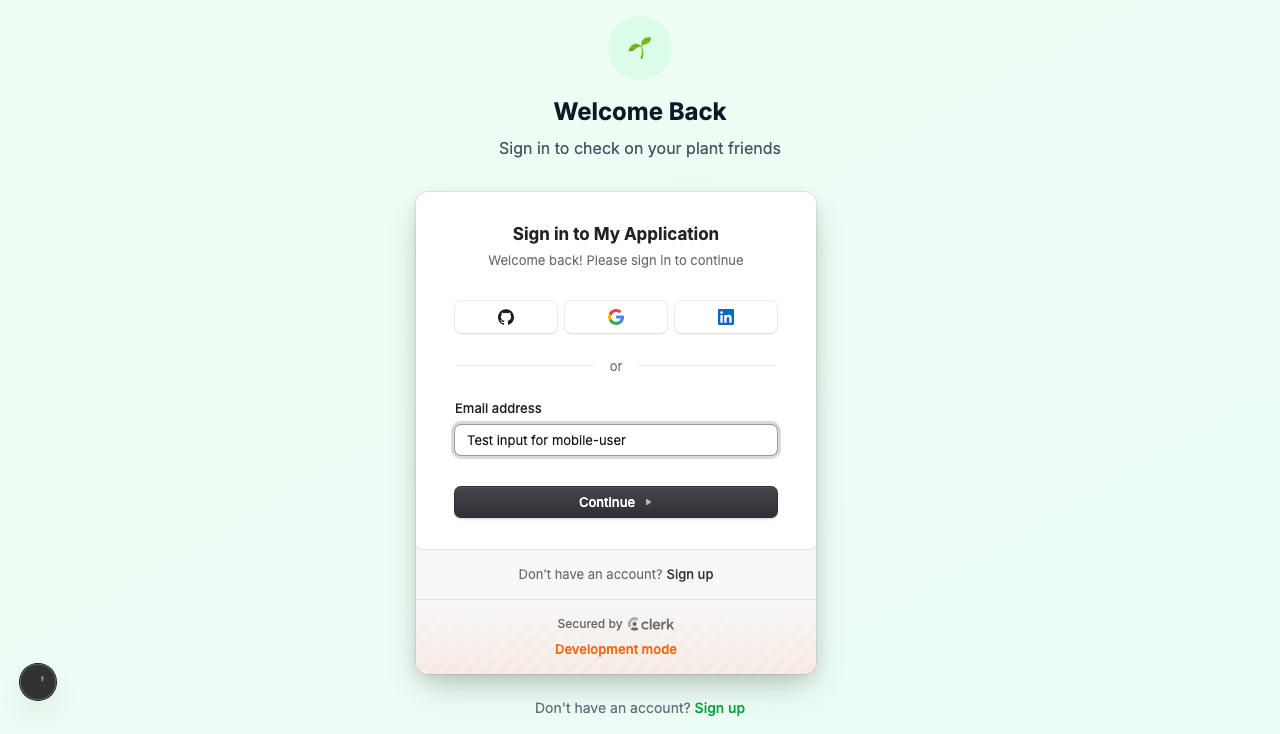 Welcome Back
Sign in to check on your plant friends
Sign in to My Application
Welcome back! Please sign in to continue
or
Email address
Test input for mobile-user
Continue
Don’t have an account? Sign up
Secured by clerk
Development mode
Don't have an account? Sign up